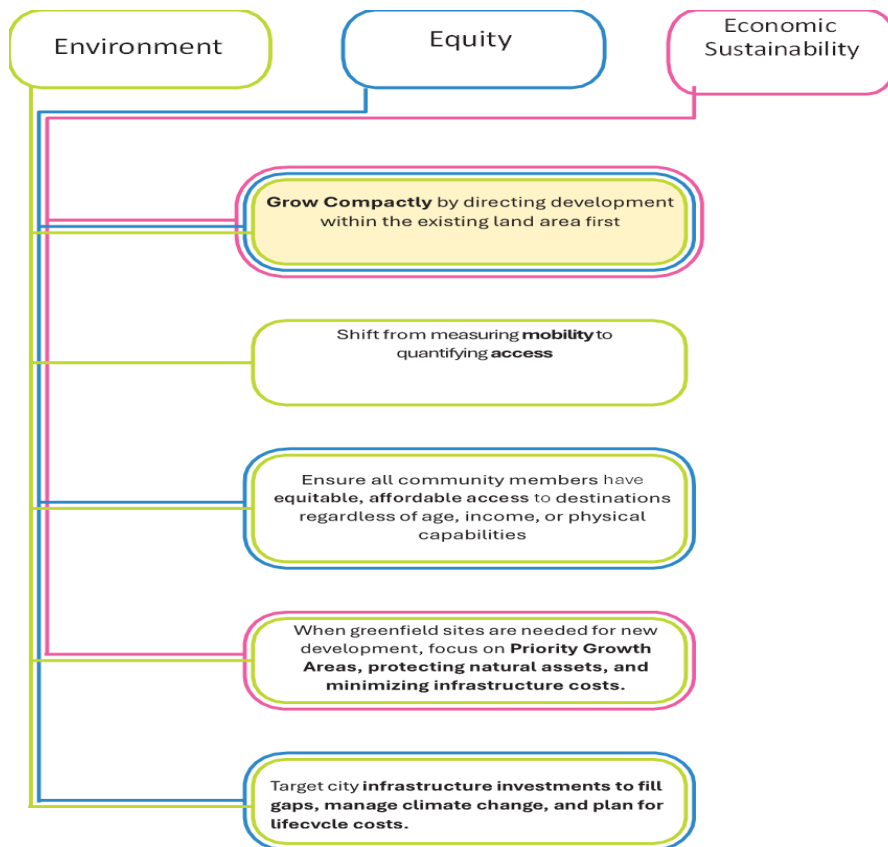 Environment
Equity
Economic
Sustainability
Grow Compactly by directing development
within the existing land area first
Shift from measuring mobility to
quantifying access
Ensure all community members have
equitable, affordable access to destinations
regardless of age, income, or physical
capabilities
When greenfield sites are needed for new
development, focus on Priority Growth
Areas, protecting natural assets, and
minimizing infrastructure costs.
Target city infrastructure investments to fill
gaps, manage climate change, and plan for
lifecycle costs.